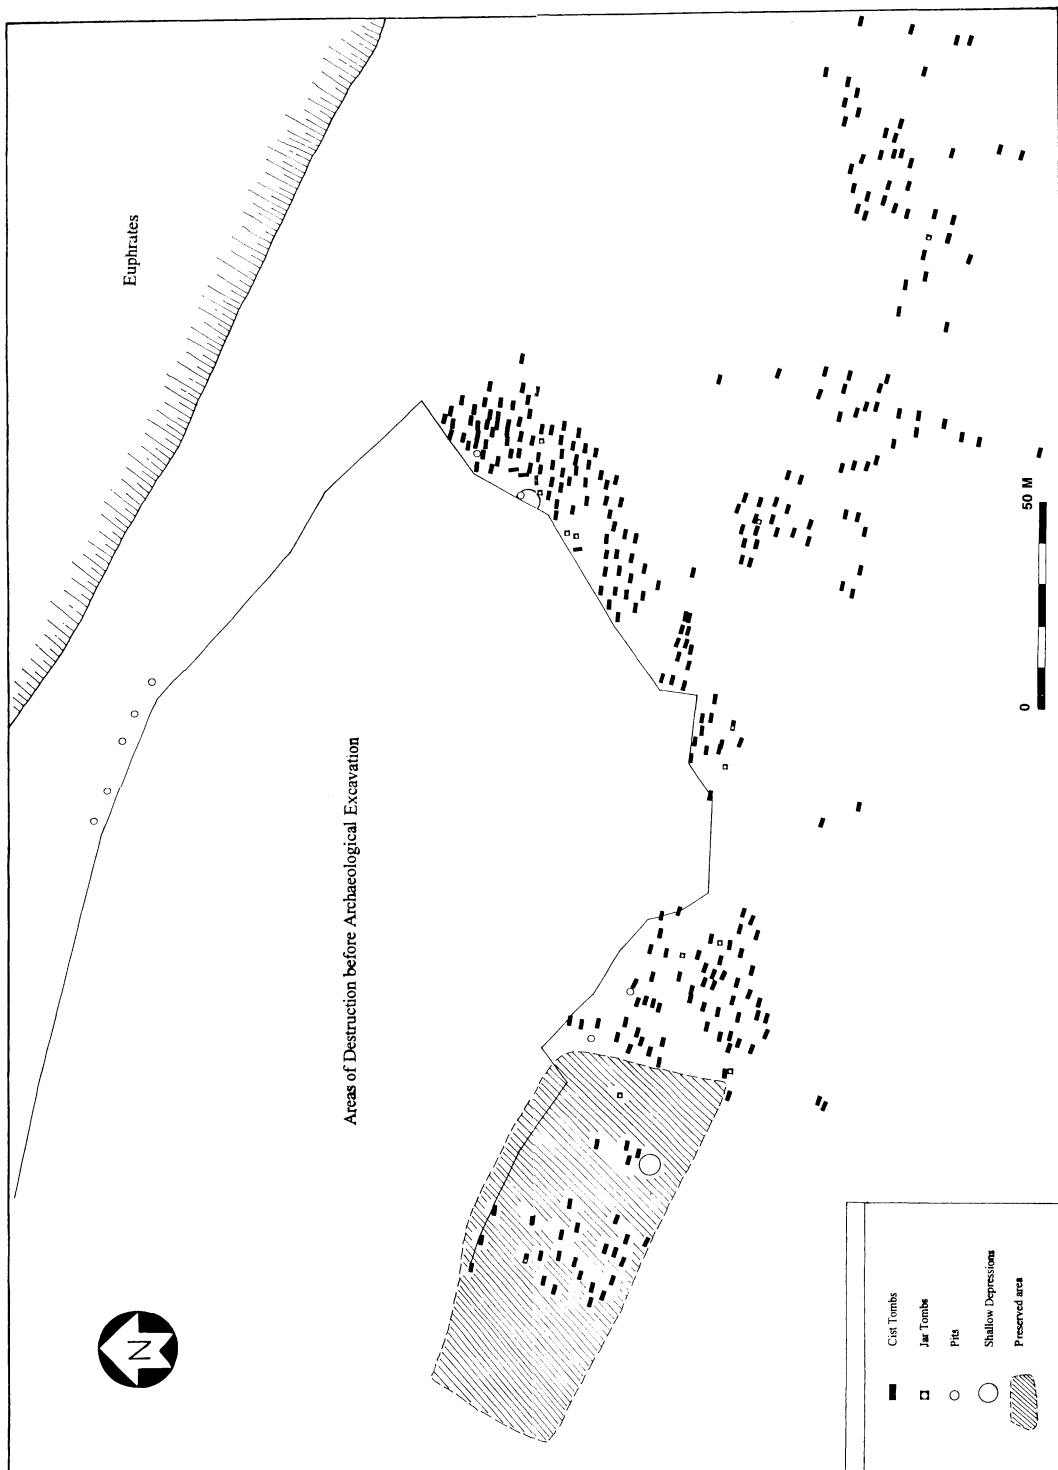 Euphrates
Areas of Destruction before Archaeological Excavation
0
50 M
N
Cist Tombs
Jar Tombs
Pits
Shallow Depressions
Preserved area